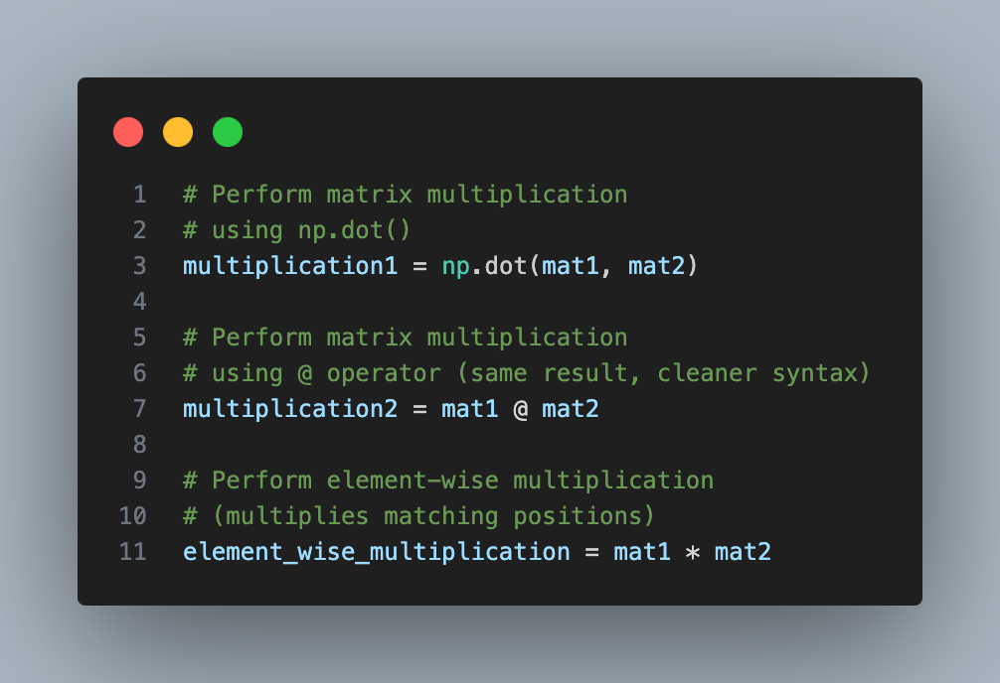 1 # Perform matrix multiplication
2 # using np.dot()
3 multiplication1 = np.dot(mat1, mat2)
4
5 # Perform matrix multiplication
6 # using @ operator (same result, cleaner syntax)
7 multiplication2 = mat1 @ mat2
8
9 # Perform element-wise multiplication
10 # (multiplies matching positions)
11 element_wise_multiplication = mat1 * mat2